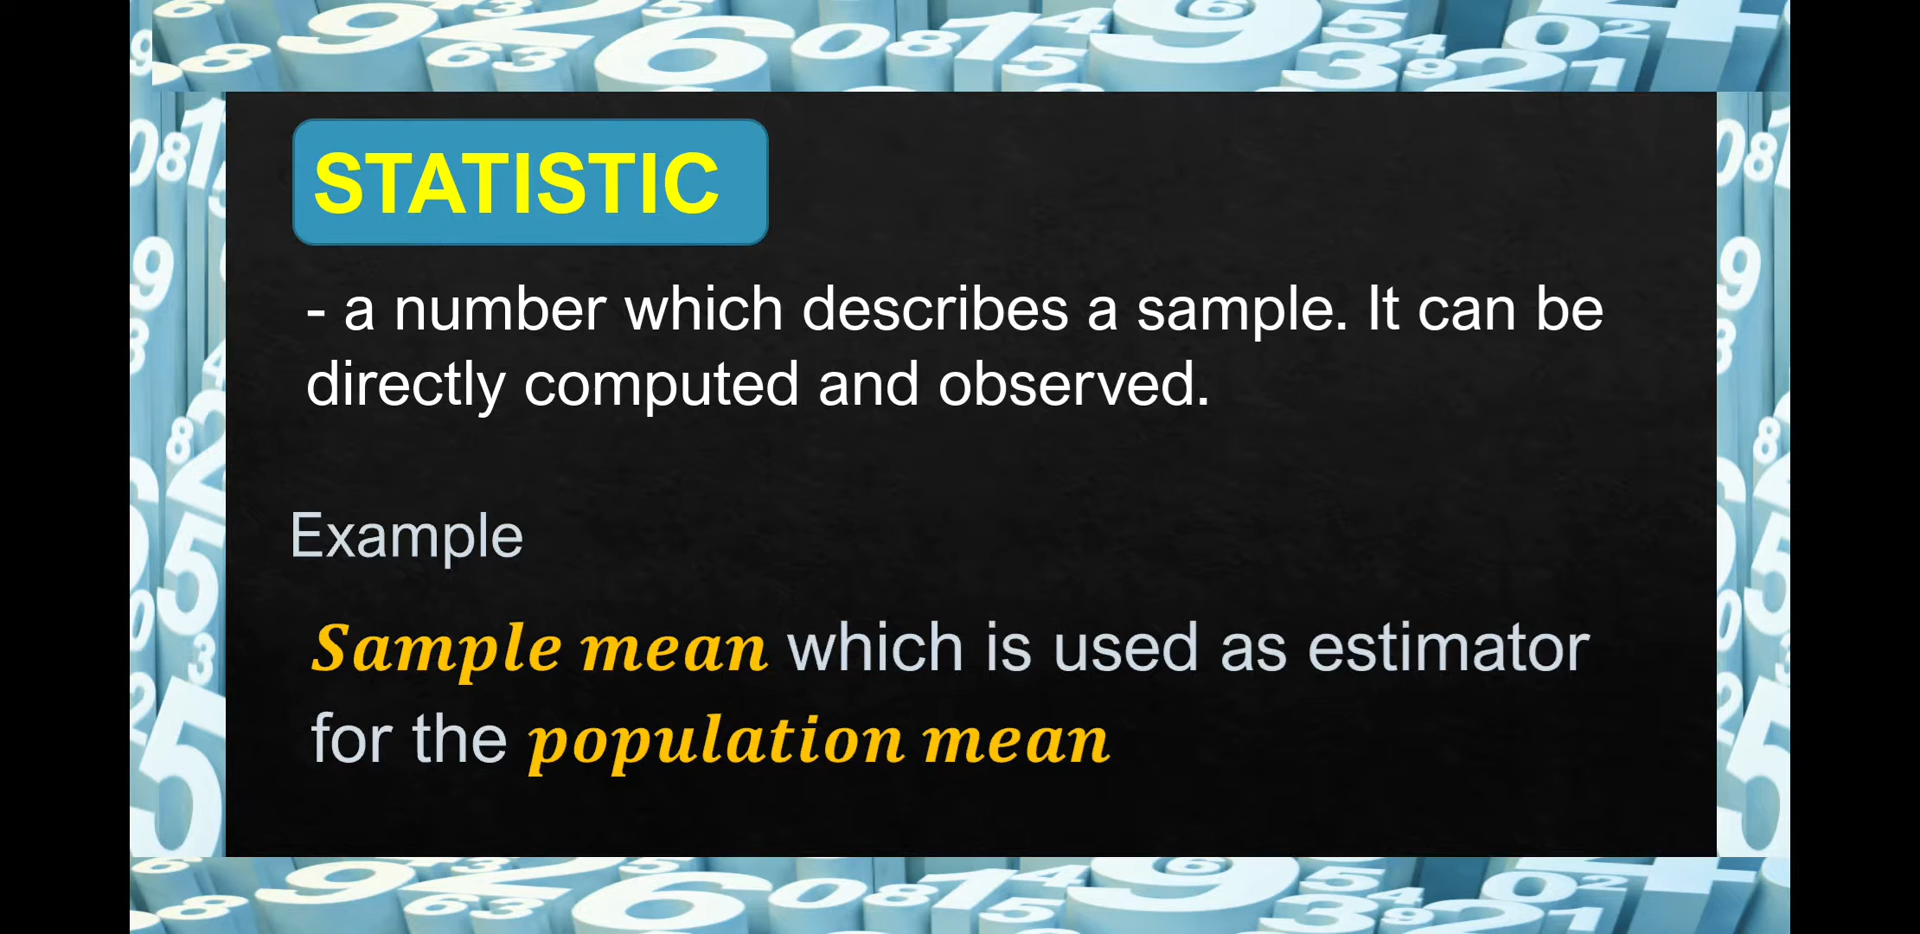 STATISTIC
- a number which describes a sample. It can be
directly computed and observed.
Example
Sample mean which is used as estimator
for the population mean